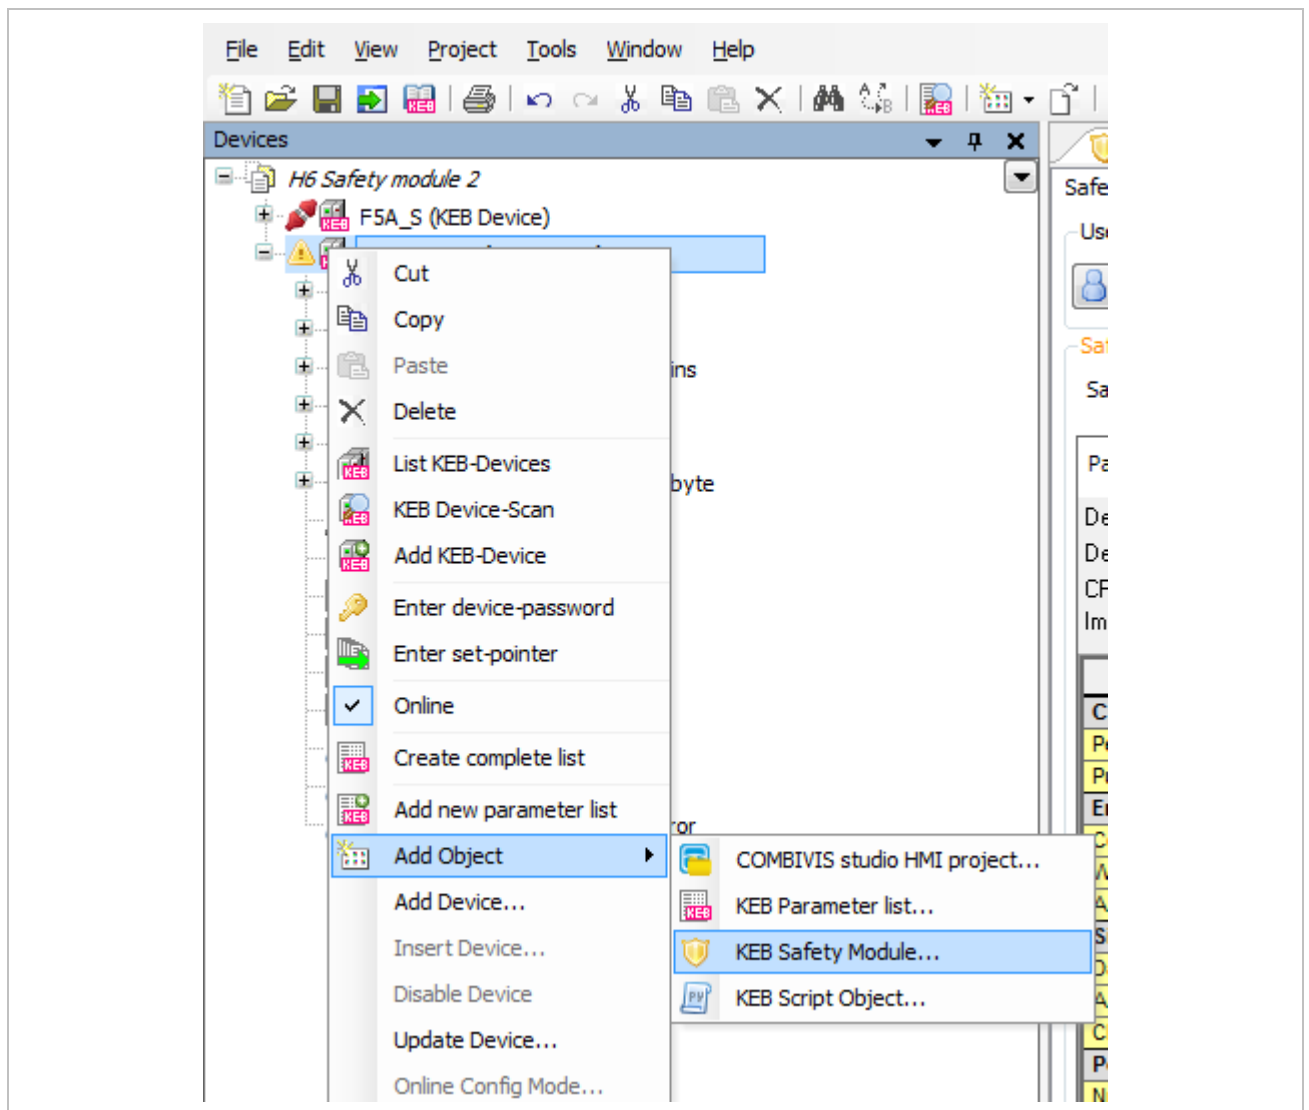 File Edit View Project Tools Window Help
Devices
H6 Safety module 2
Safe
F5A_S (KEB Device)
Use
Cut
Copy
Paste
ins
Delete
List KEB-Devices
byte
KEB Device-Scan
Add KEB-Device
Enter device-password
Enter set-pointer
Online
Create complete list
Add new parameter list
ror
Add Object
COMBIVIS studio HMI project...
Add Device...
KEB Parameter list...
Insert Device...
KEB Safety Module...
Disable Device
KEB Script Object...
Update Device...
Online Config Mode...
Sa
Pa
De
De
CF
Im